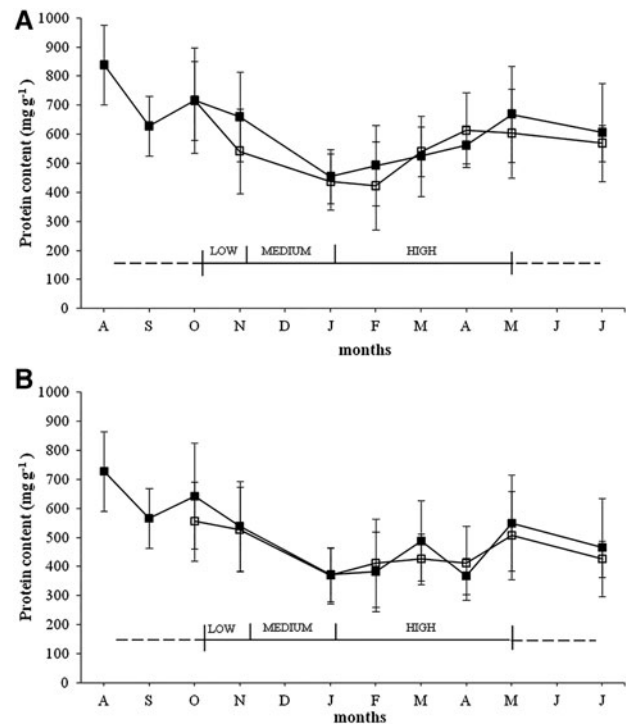 A
Protein content (mg g-1)
1000
900
800
700
600
500
400
300
200
100
0
LOW MEDIUM HIGH
A S O N D J F M A M J J
months
B
Protein content (mg g-1)
1000
900
800
700
600
500
400
300
200
100
0
LOW MEDIUM HIGH
A S O N D J F M A M J J
months